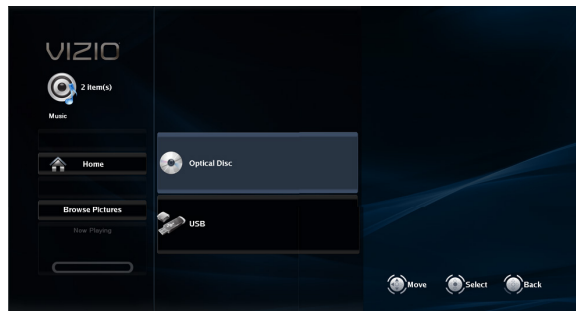 VIZIO
2 item(s)
Music
Home
Optical Disc
Browse Pictures
USB
Now Playing
Move
Select
Back